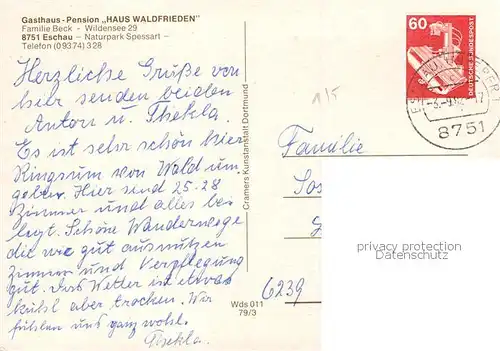 Gasthaus-Pension „HAUS WALDFRIEDEN"
Familie Beck - Wildensee 29
8751 Eschau – Naturpark Spessart –
Telefon (09374) 328
Herzliche Grüße von
hier senden beiden
Anton u. Thekla.
Es ist sehr schön hier
Ringsum von Wald um,
geben. Hier sind 25-28
Zimmer und alles be,
legt. Schöne Wanderwege
die wir gut ausnutzen
Zimmer und Verpflegung
gut. Das Wetter ist etwas
kühl aber trocken. Wir
fühlen uns ganz wohl.
Thekla.
Cramers Kunstanstalt Dortmund
Wds 011
79/3
60
DEUTSCHE BUNDESPOST
8751
1/5
Familie
6239
privacy protection
Datenschutz